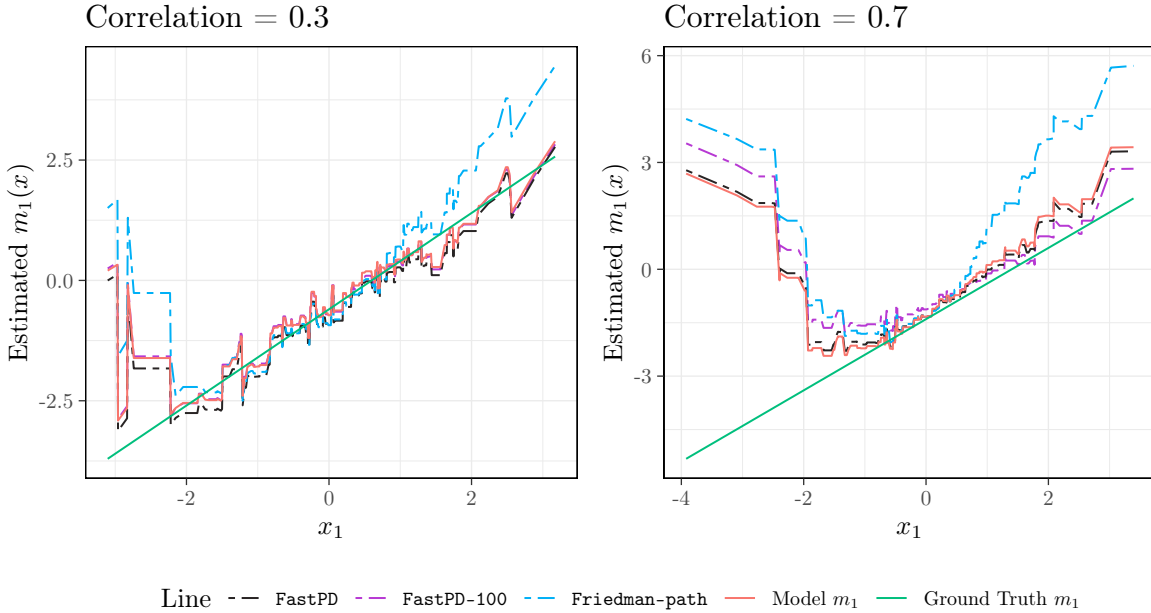 Correlation = 0.3
Correlation = 0.7
Estimated m₁(x)
2.5
0.0
-2.5
-2
0
2
x₁
Estimated m₁(x)
6
3
0
-3
-4
-2
0
2
x₁
Line
FastPD
FastPD-100
Friedman-path
Model m₁
Ground Truth m₁